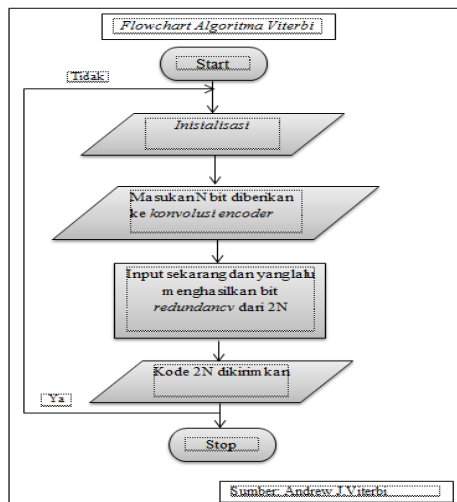 Flowchart Algoritma Viterbi
Start
Tidak
Inisialisasi
Masukan N bit diberikan
ke konvolusi encoder
Input sekarang dan yang lalu
menghasilkan bit
redundancy dari 2N
Kode 2N dikirimkan
Ya
Stop
Sumber: Andrew J.Viterbi